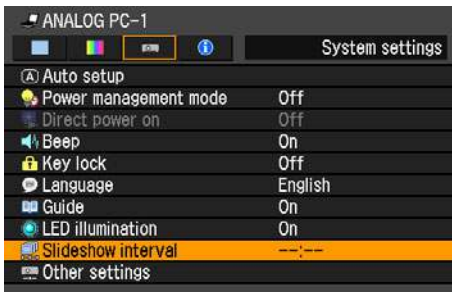 ANALOG PC-1
System settings
Auto setup
Power management mode Off
Direct power on Off
Beep On
Key lock Off
Language English
Guide On
LED illumination On
Slideshow interval --:--
Other settings